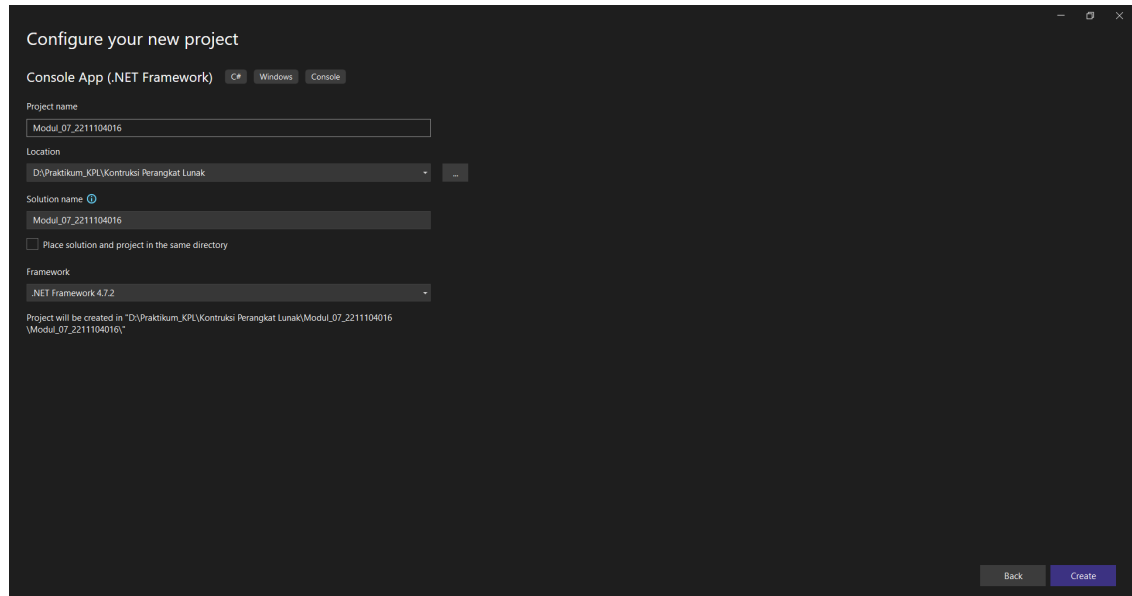 Configure your new project
Console App (.NET Framework) C# Windows Console
Project name
Modul_07_2211104016
Location
D:\Praktikum_KPL\Kontruksi Perangkat Lunak
...
Solution name
Modul_07_2211104016
Place solution and project in the same directory
Framework
.NET Framework 4.7.2
Project will be created in "D:\Praktikum_KPL\Kontruksi Perangkat Lunak\Modul_07_2211104016
\Modul_07_2211104016\"
Back Create